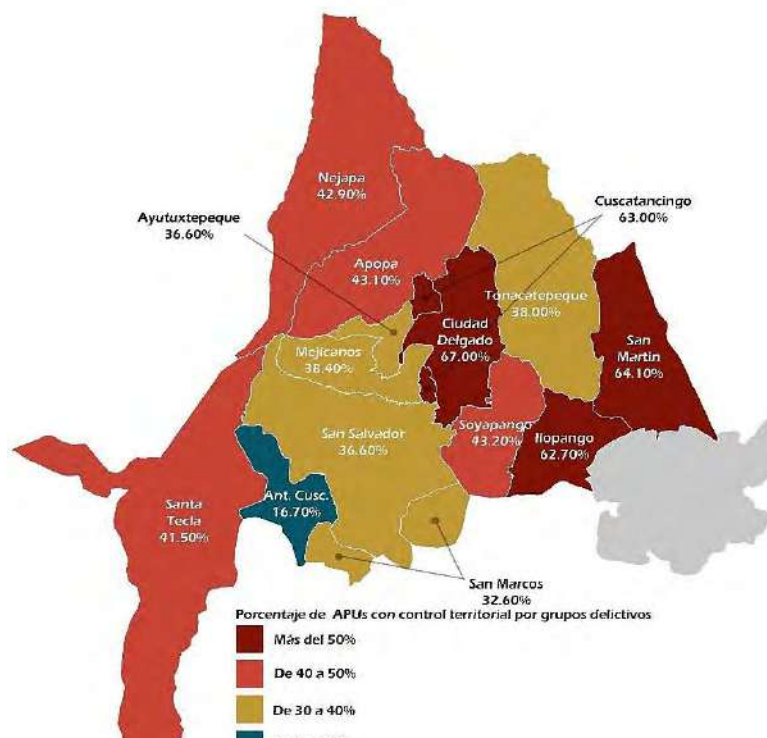 Nejapa
42.90%
Ayutuxtepeque
36.60%
Cuscatancingo
63.00%
Apopa
43.10%
Tonacatepeque
38.00%
Ciudad
Delgado
67.00%
San
Martín
64.10%
Mejicanos
38.40%
San Salvador
36.60%
Soyapango
43.20%
Ilopango
62.70%
Ant. Cusc.
16.70%
Santa
Tecla
41.50%
San Marcos
32.60%
Porcentaje de APUs con control territorial por grupos delictivos
Más del 50%
De 40 a 50%
De 30 a 40%